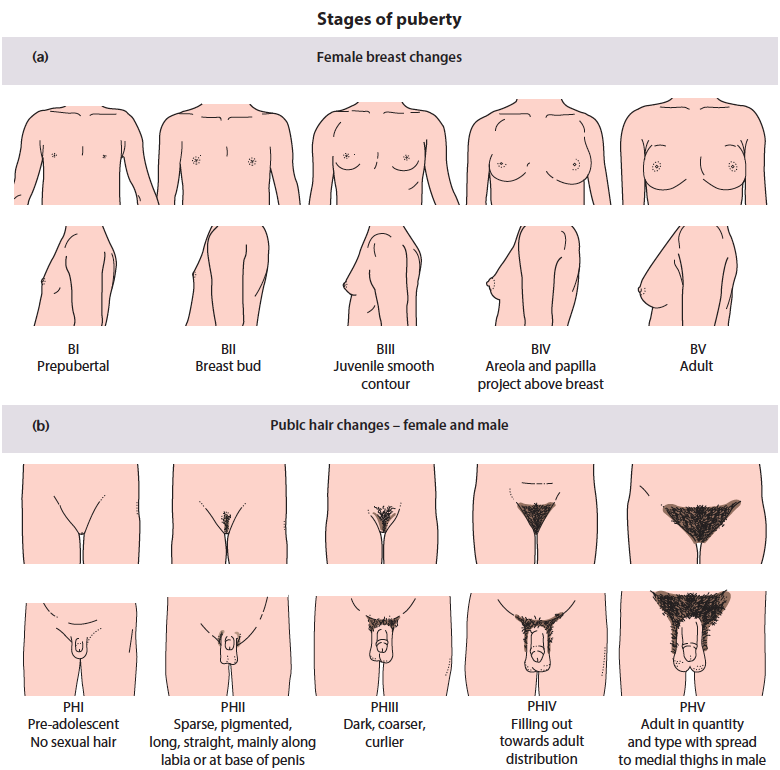 Stages of puberty
(a) Female breast changes
BI
Prepubertal
BII
Breast bud
BIII
Juvenile smooth
contour
BIV
Areola and papilla
project above breast
BV
Adult
(b) Pubic hair changes – female and male
PHI
Pre-adolescent
No sexual hair
PHII
Sparse, pigmented,
long, straight, mainly along
labia or at base of penis
PHIII
Dark, coarser,
curlier
PHIV
Filling out
towards adult
distribution
PHV
Adult in quantity
and type with spread
to medial thighs in male